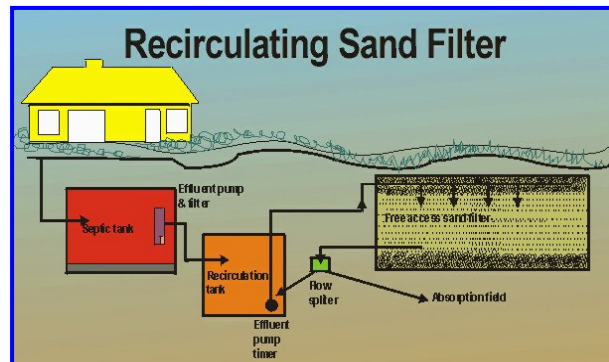 Recirculating Sand Filter
Effluent pump
& filter
Septic tank
Free access sand filter
Recirculation
tank
Flow
spliter
Absorption field
Effluent
pump
timer